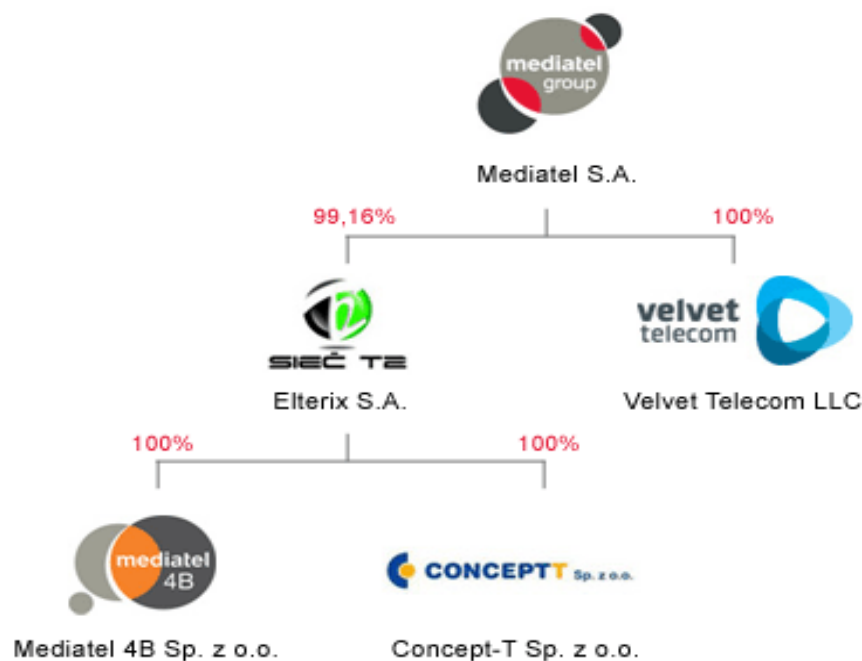 mediatel
group
Mediatel S.A.
99,16% 100%
SIEĆ T2
velvet
telecom
Elterix S.A. Velvet Telecom LLC
100% 100%
mediatel
4B
CONCEPTT Sp. z o.o.
Mediatel 4B Sp. z o.o. Concept-T Sp. z o.o.